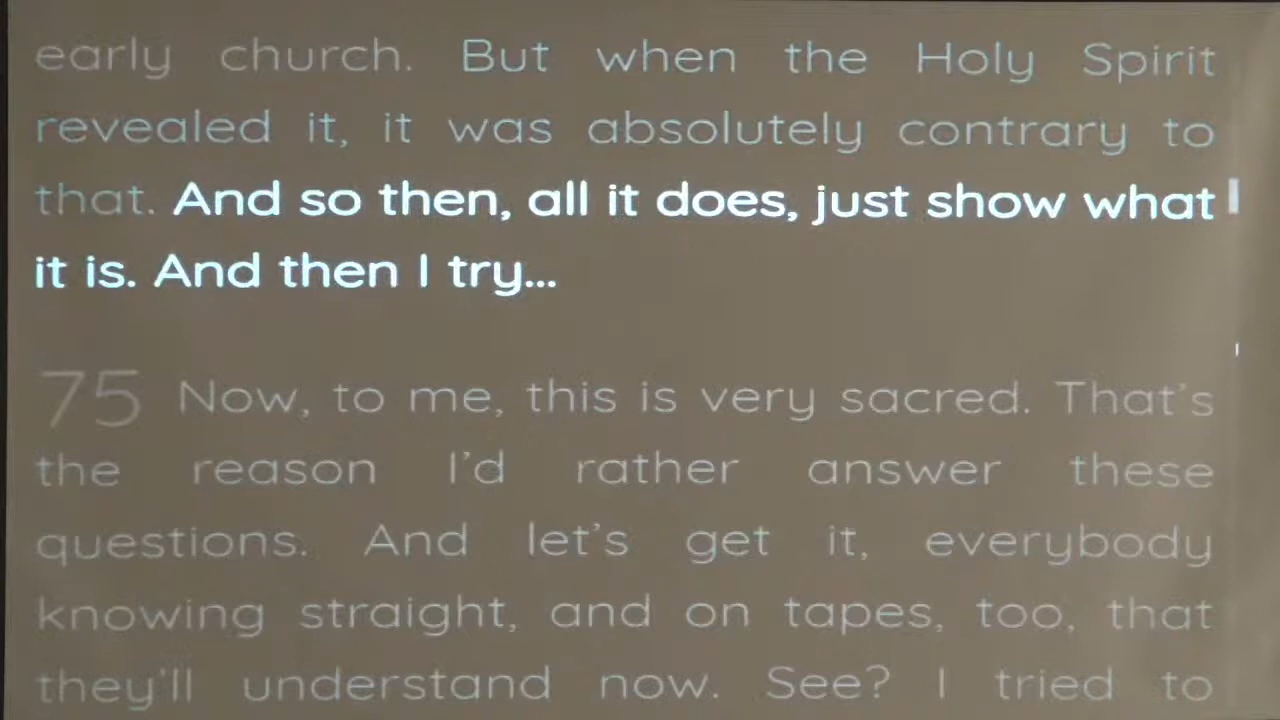 early church. But when the Holy Spirit
revealed it, it was absolutely contrary to
that. And so then, all it does, just show what
it is. And then I try...
75 Now, to me, this is very sacred. That's
the reason I'd rather answer these
questions. And let's get it, everybody
knowing straight, and on tapes, too, that
they'll understand now. See? I tried to